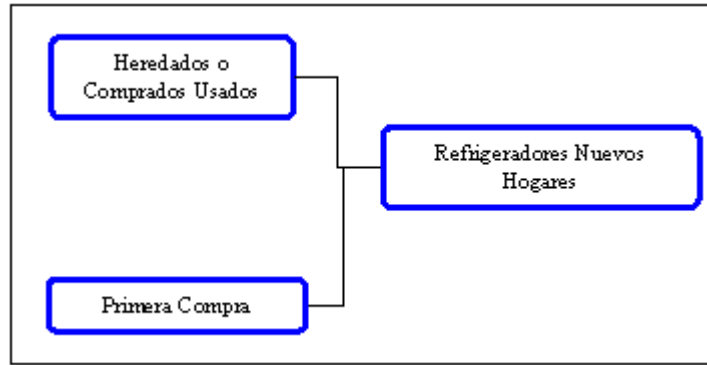 Heredados o
Comprados Usados
Refrigeradores Nuevos
Hogares
Primera Compra